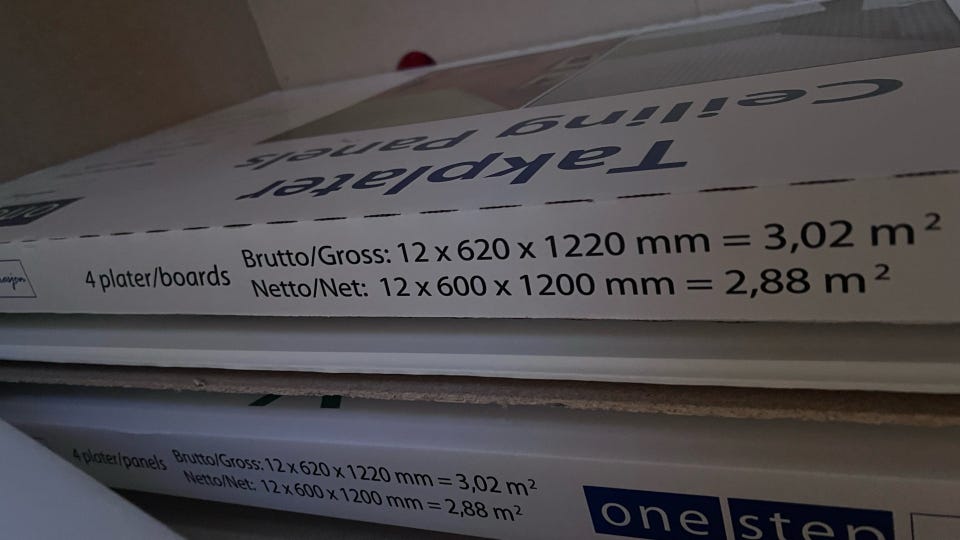 Takplater
Ceiling Panels
4 plater/boards
Brutto/Gross: 12 x 620 x 1220 mm = 3,02 m²
Netto/Net: 12 x 600 x 1200 mm = 2,88 m²
4 plater/panels
Brutto/Gross: 12 x 620 x 1220 mm = 3,02 m²
Netto/Net: 12 x 600 x 1200 mm = 2,88 m²
one step